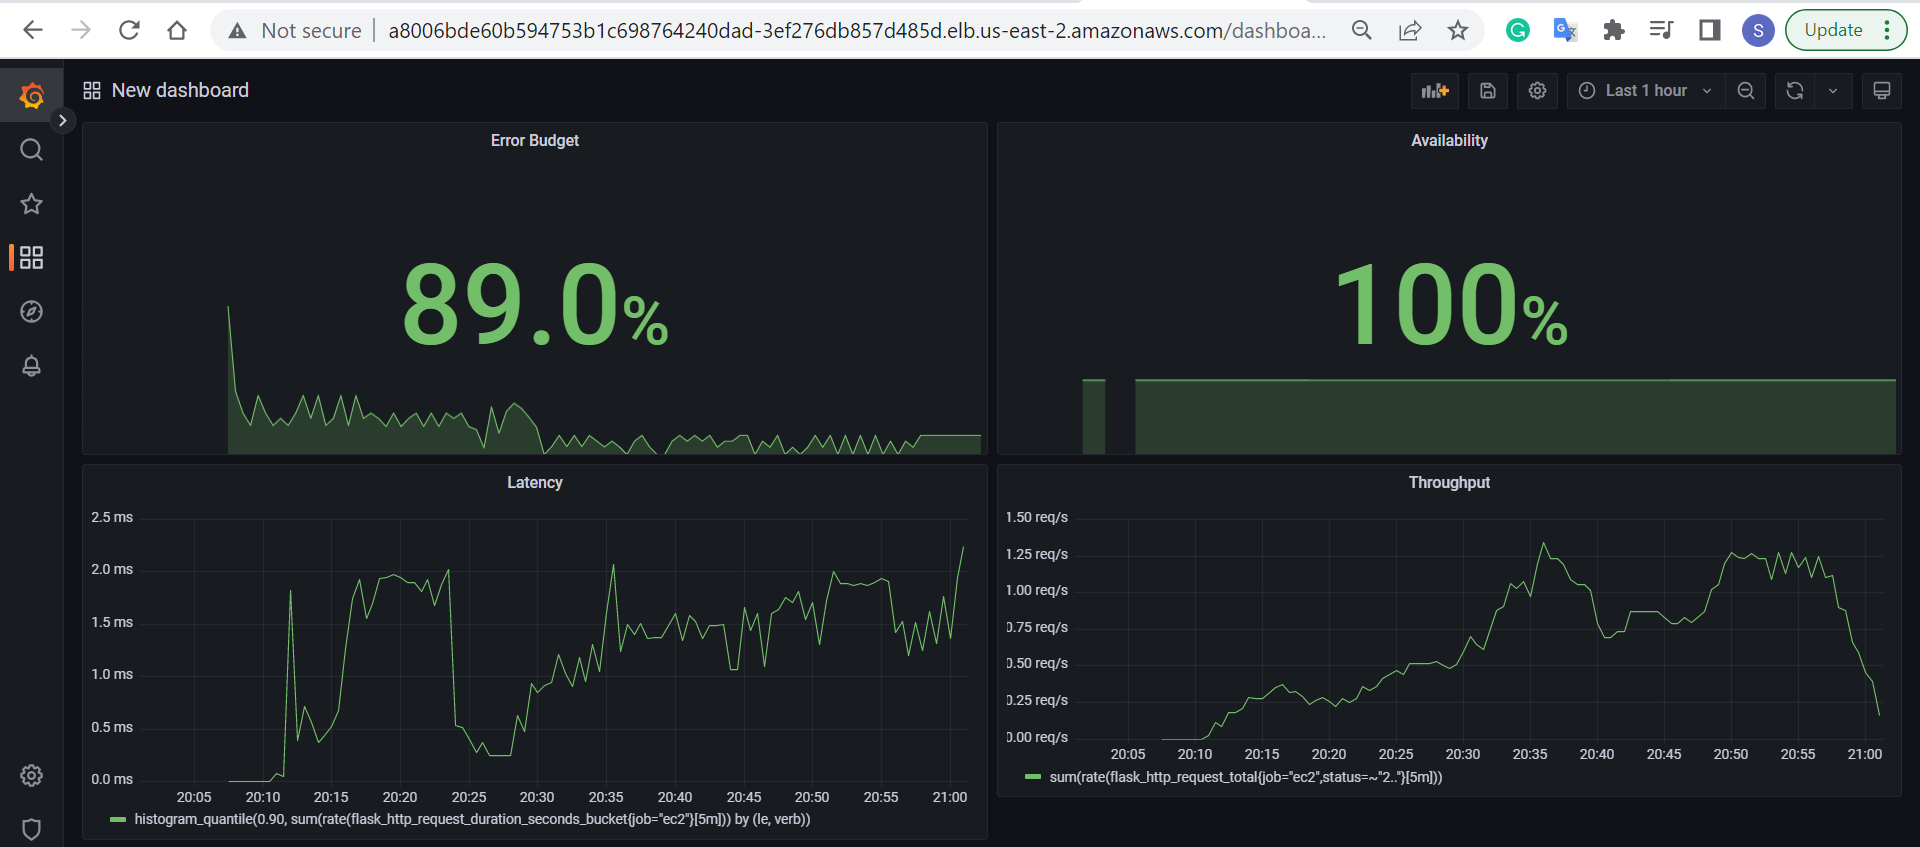 Not secure
a8006bde60b594753b1c698764240dad-3ef276db857d485d.elb.us-east-2.amazonaws.com/dashboa...
S
Update
New dashboard
Last 1 hour
Error Budget
89.0%
Availability
100%
Latency
2.5 ms
2.0 ms
1.5 ms
1.0 ms
0.5 ms
0.0 ms
20:05 20:10 20:15 20:20 20:25 20:30 20:35 20:40 20:45 20:50 20:55 21:00
histogram_quantile(0.90, sum(rate(flask_http_request_duration_seconds_bucket{job="ec2"}[5m])) by (le, verb))
Throughput
1.50 req/s
1.25 req/s
1.00 req/s
0.75 req/s
0.50 req/s
0.25 req/s
0.00 req/s
20:05 20:10 20:15 20:20 20:25 20:30 20:35 20:40 20:45 20:50 20:55 21:00
sum(rate(flask_http_request_total{job="ec2",status=~"2.."}[5m]))